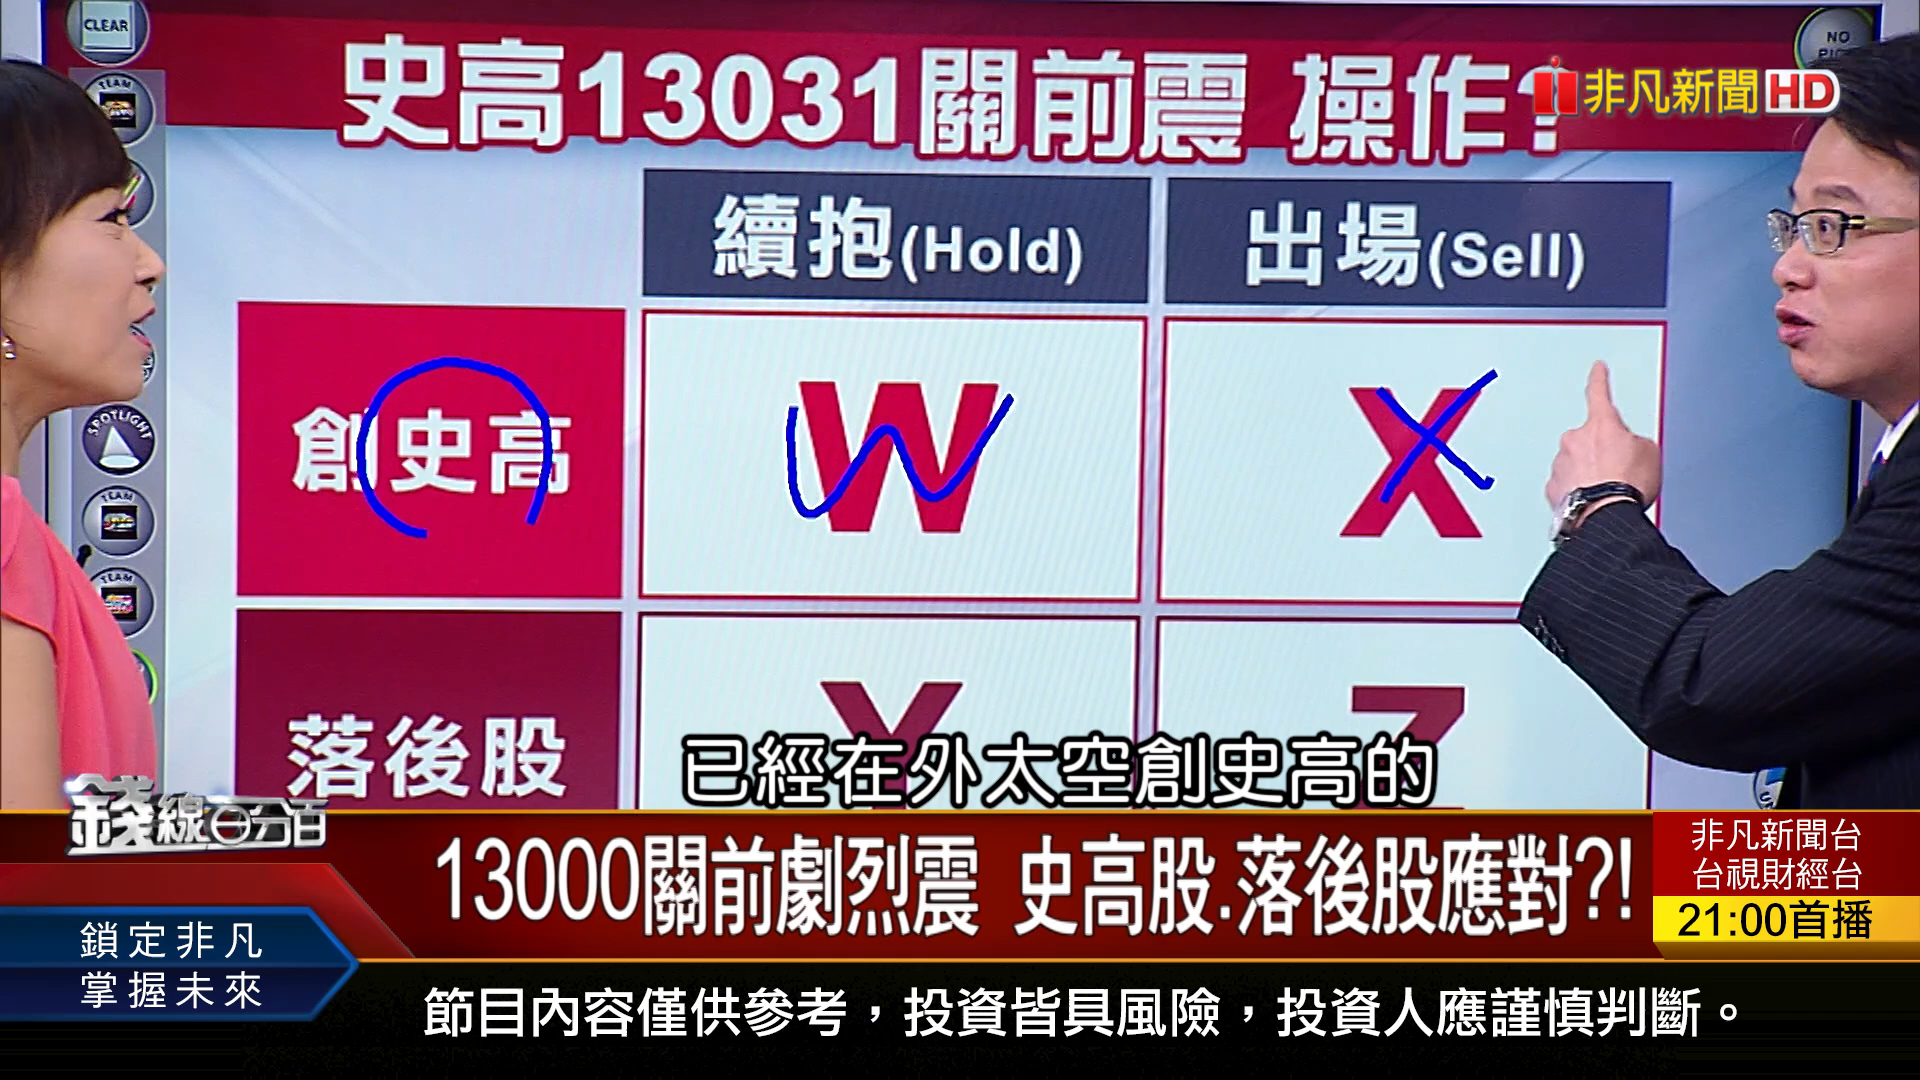 CLEAR
NO
史高13031關前震 操作?
非凡新聞HD
TEAM
續抱(Hold)
出場(Sell)
創史高
W
X
SPOTLIGHT
TEAM
TEAM
落後股
Y
Z
已經在外太空創史高的
錢線百分百
13000關前劇烈震 史高股.落後股應對?!
非凡新聞台
台視財經台
21:00首播
鎖定非凡
掌握未來
節目內容僅供參考，投資皆具風險，投資人應謹慎判斷。